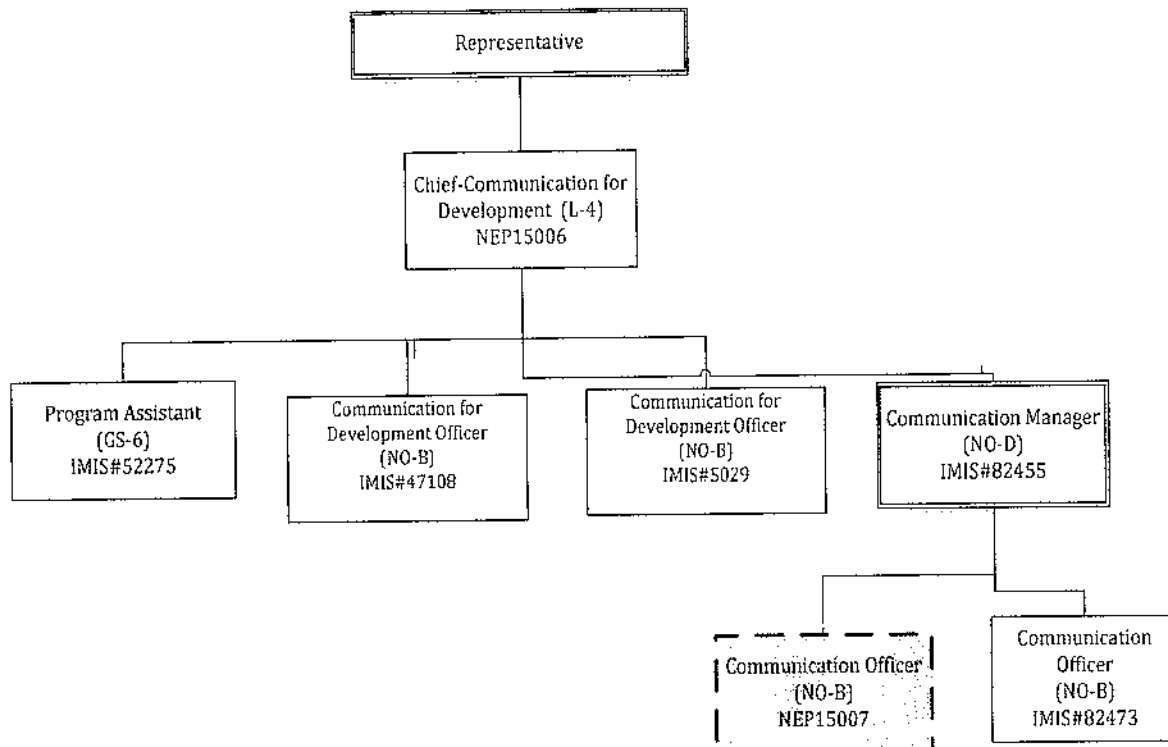 Representative
Chief-Communication for
Development (L-4)
NEP15006
Program Assistant
(GS-6)
IMIS#52275
Communication for
Development Officer
(NO-B)
IMIS#47108
Communication for
Development Officer
(NO-B)
IMIS#5029
Communication Manager
(NO-D)
IMIS#82455
Communication Officer
(NO-B)
NEP15007
Communication
Officer
(NO-B)
IMIS#82473